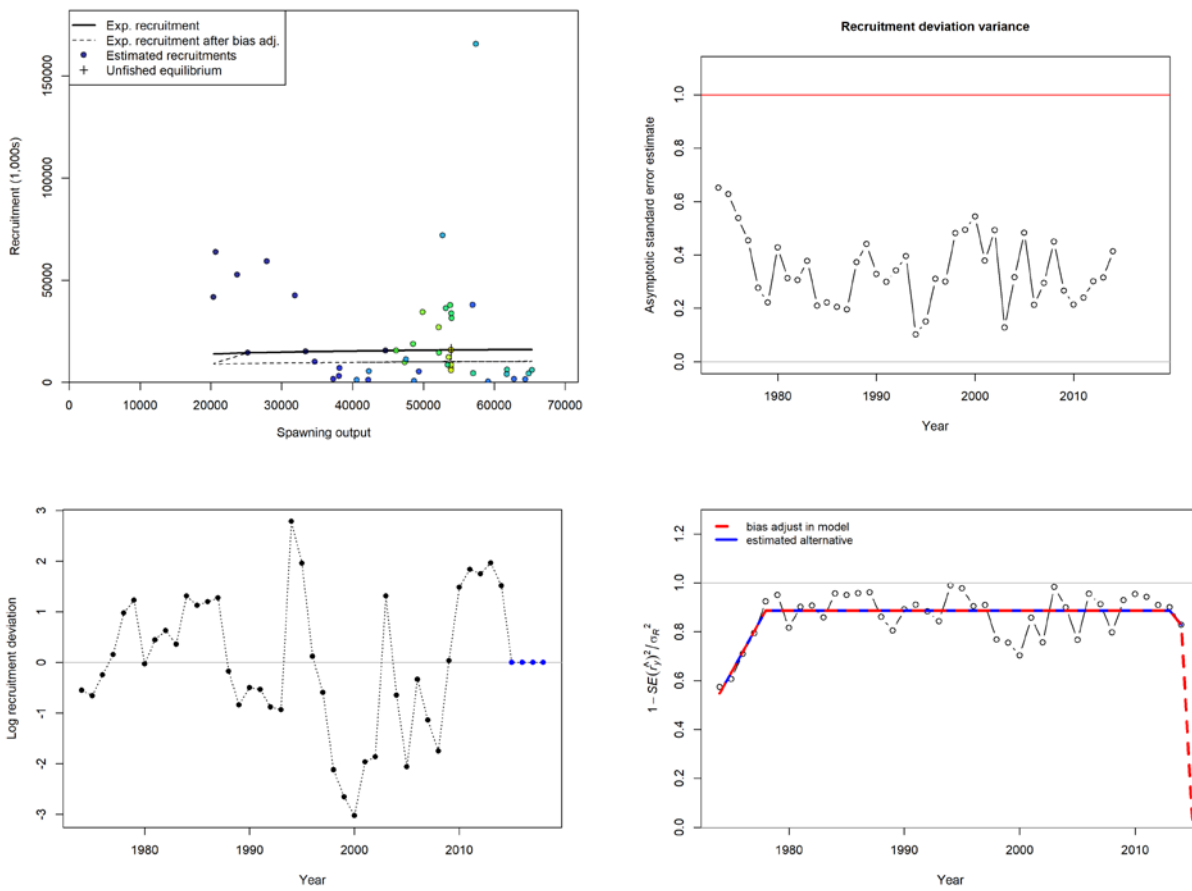 Exp. recruitment
Exp. recruitment after bias adj.
Estimated recruitments
Unfished equilibrium
Recruitment (1,000s)
0
50000
100000
150000
0 10000 20000 30000 40000 50000 60000 70000
Spawning output
Recruitment deviation variance
Asymptotic standard error estimate
1.0
0.8
0.6
0.4
0.2
0.0
1980 1990 2000 2010
Year
Log recruitment deviation
3
2
1
0
-1
-2
-3
1980 1990 2000 2010
Year
bias adjust in model
estimated alternative
1 − SE(r̂y)² / σR²
1.2
1.0
0.8
0.6
0.4
0.2
0.0
1980 1990 2000 2010
Year